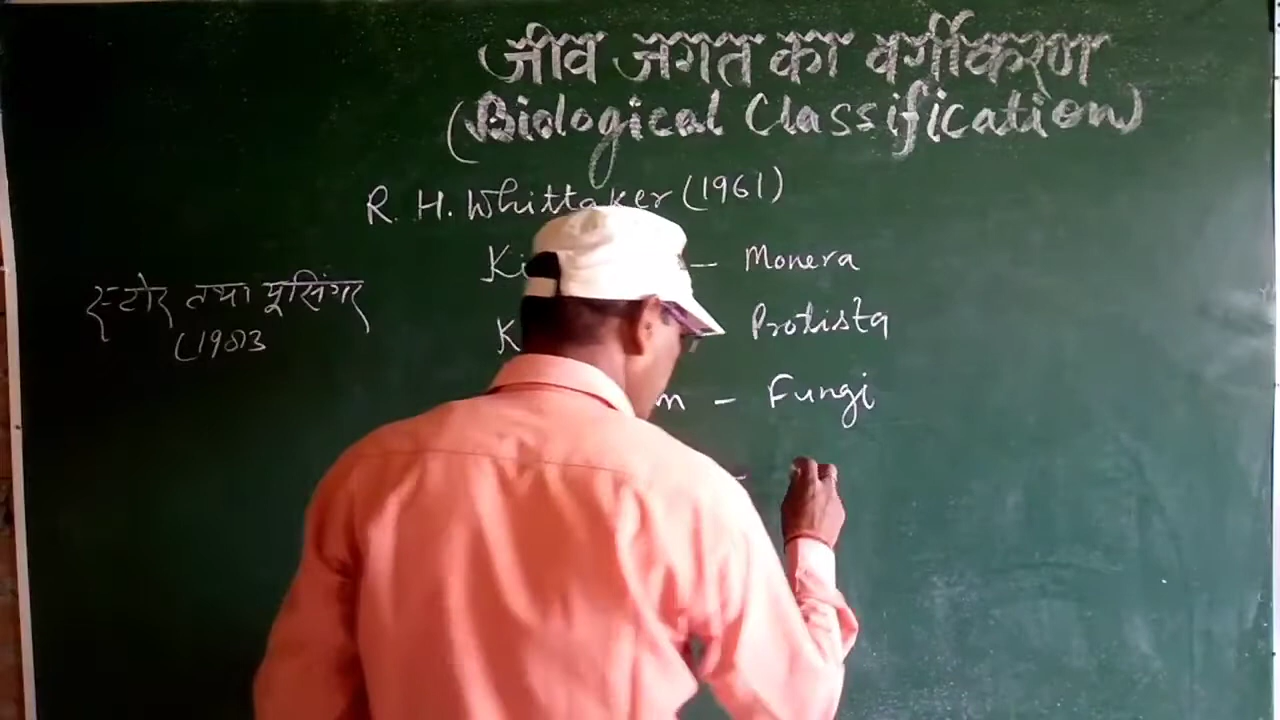 जीव जगत का वर्गीकरण
(Biological Classification)
R. H. Whittaker (1961)
— Monera
स्टोर तथा यूसिंगर
(1983
Protista
– Fungi